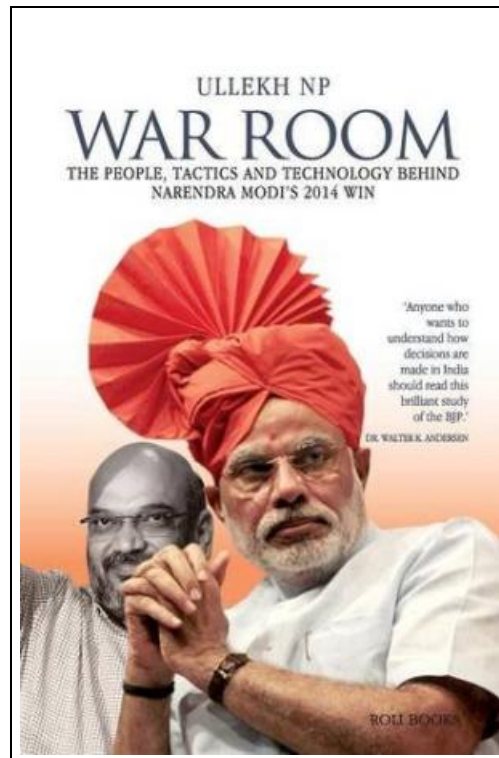 ULLEKH NP
WAR ROOM
THE PEOPLE, TACTICS AND TECHNOLOGY BEHIND
NARENDRA MODI'S 2014 WIN
'Anyone who
wants to
understand how
decisions are
made in India
should read this
brilliant study
of the BJP.'
DR. WALTER K. ANDERSEN
ROLI BOOKS